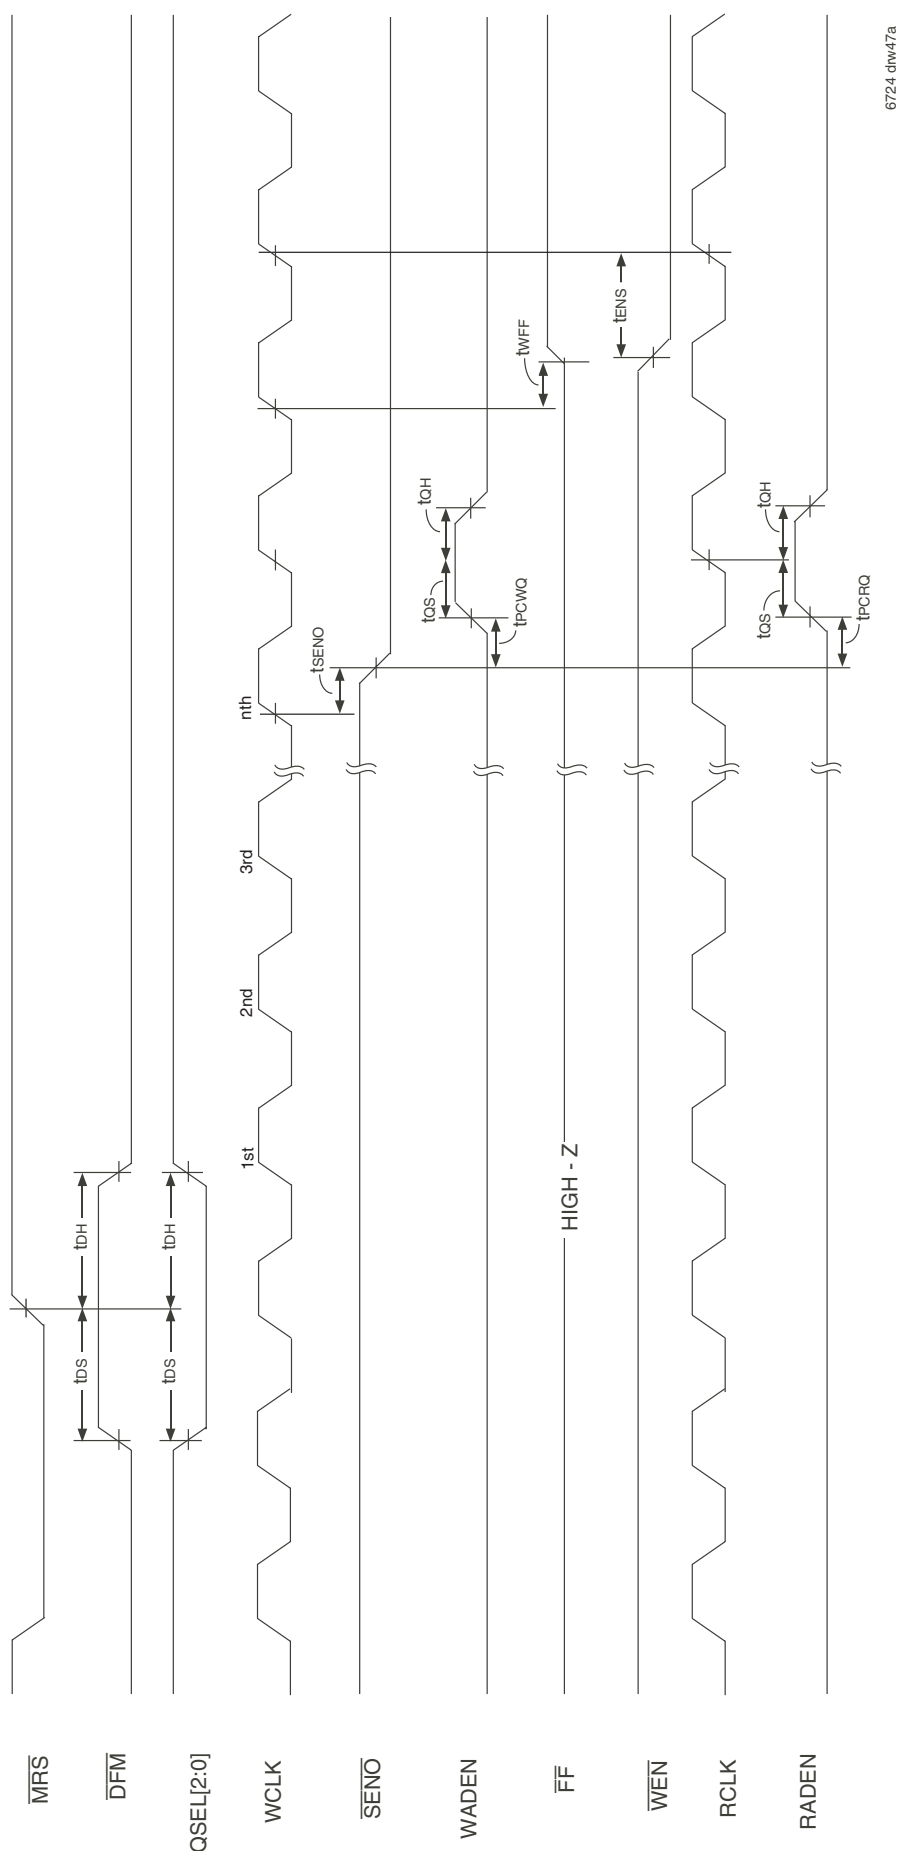 MRS
tDS
tDH
DFM
tDS
tDH
QSEL[2:0]
WCLK
1st
2nd
3rd
nth
SENO
tSENO
WADEN
tQS
tQH
tPCWQ
FF
HIGH - Z
tWFF
WEN
tENS
RCLK
RADEN
tQS
tQH
tPCRQ
6724 drw47a